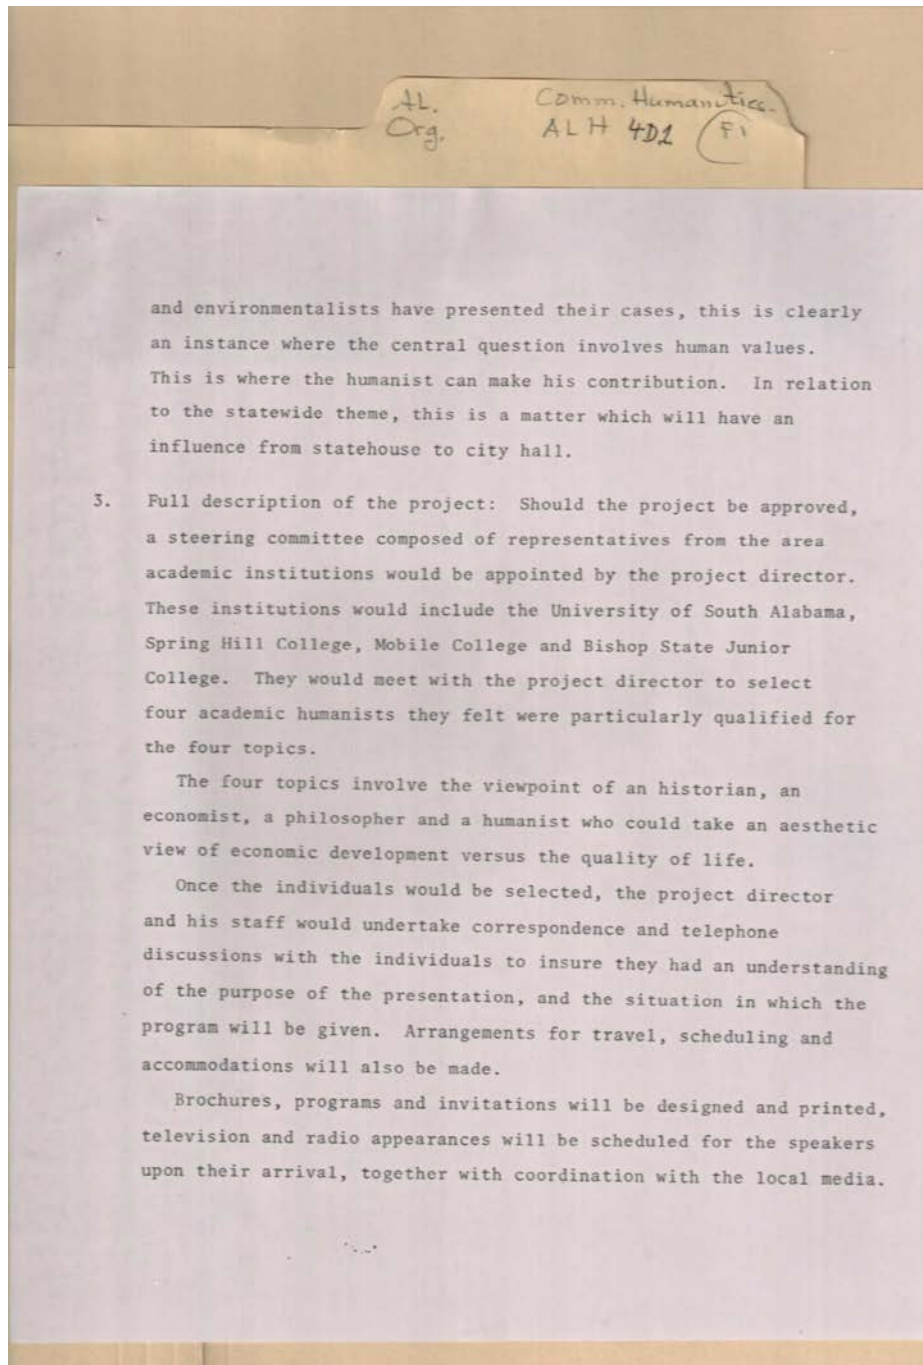 AL. Comm. Humanities
Org. ALH 4D1 F1
and environmentalists have presented their cases, this is clearly
an instance where the central question involves human values.
This is where the humanist can make his contribution. In relation
to the statewide theme, this is a matter which will have an
influence from statehouse to city hall.
3. Full description of the project: Should the project be approved,
a steering committee composed of representatives from the area
academic institutions would be appointed by the project director.
These institutions would include the University of South Alabama,
Spring Hill College, Mobile College and Bishop State Junior
College. They would meet with the project director to select
four academic humanists they felt were particularly qualified for
the four topics.
The four topics involve the viewpoint of an historian, an
economist, a philosopher and a humanist who could take an aesthetic
view of economic development versus the quality of life.
Once the individuals would be selected, the project director
and his staff would undertake correspondence and telephone
discussions with the individuals to insure they had an understanding
of the purpose of the presentation, and the situation in which the
program will be given. Arrangements for travel, scheduling and
accommodations will also be made.
Brochures, programs and invitations will be designed and printed,
television and radio appearances will be scheduled for the speakers
upon their arrival, together with coordination with the local media.